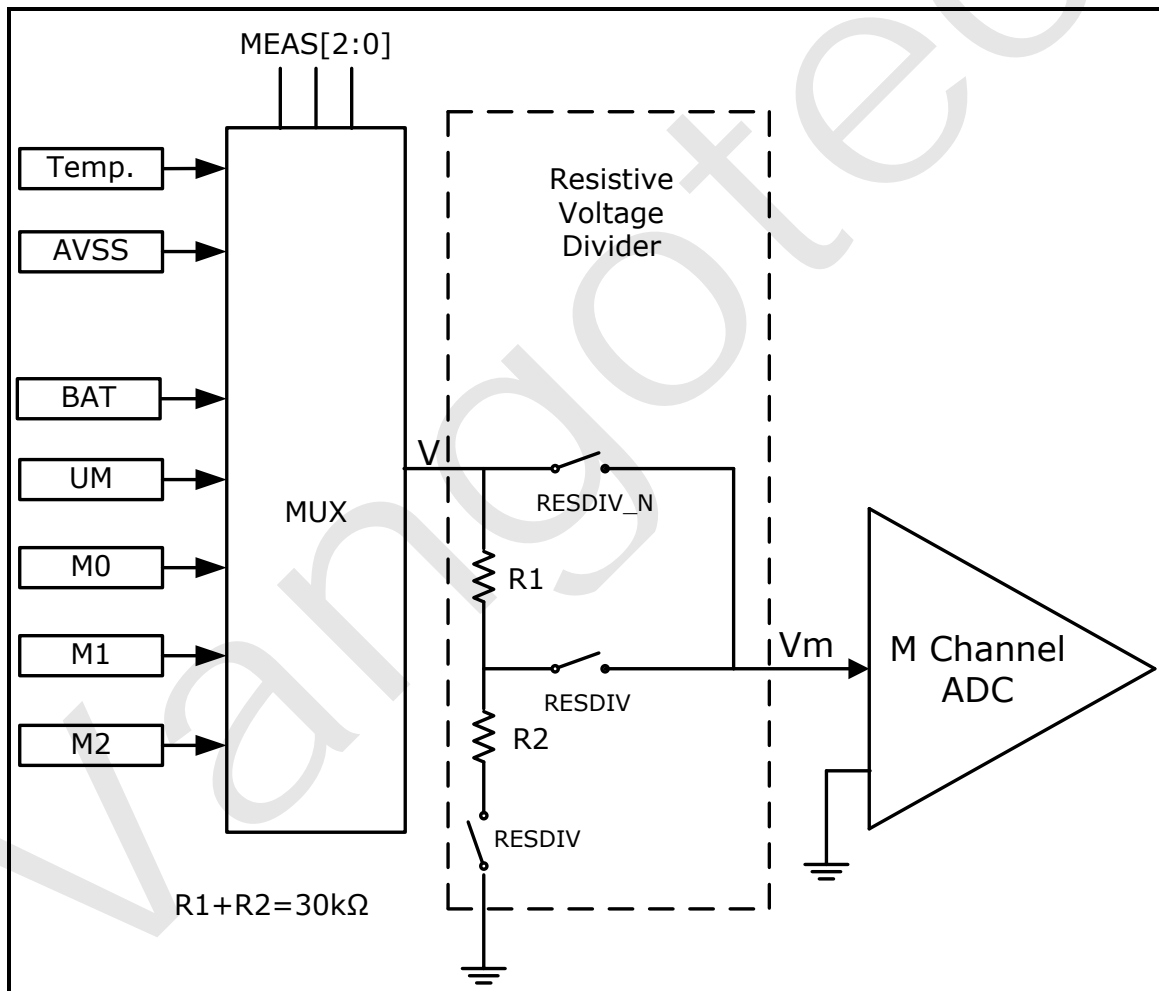 MEAS[2:0]
Temp.
AVSS
BAT
UM
M0
M1
M2
MUX
V
Resistive
Voltage
Divider
RESDIV_N
R1
RESDIV
R2
RESDIV
Vm
M Channel
ADC
R1+R2=30kΩ
Vangotec